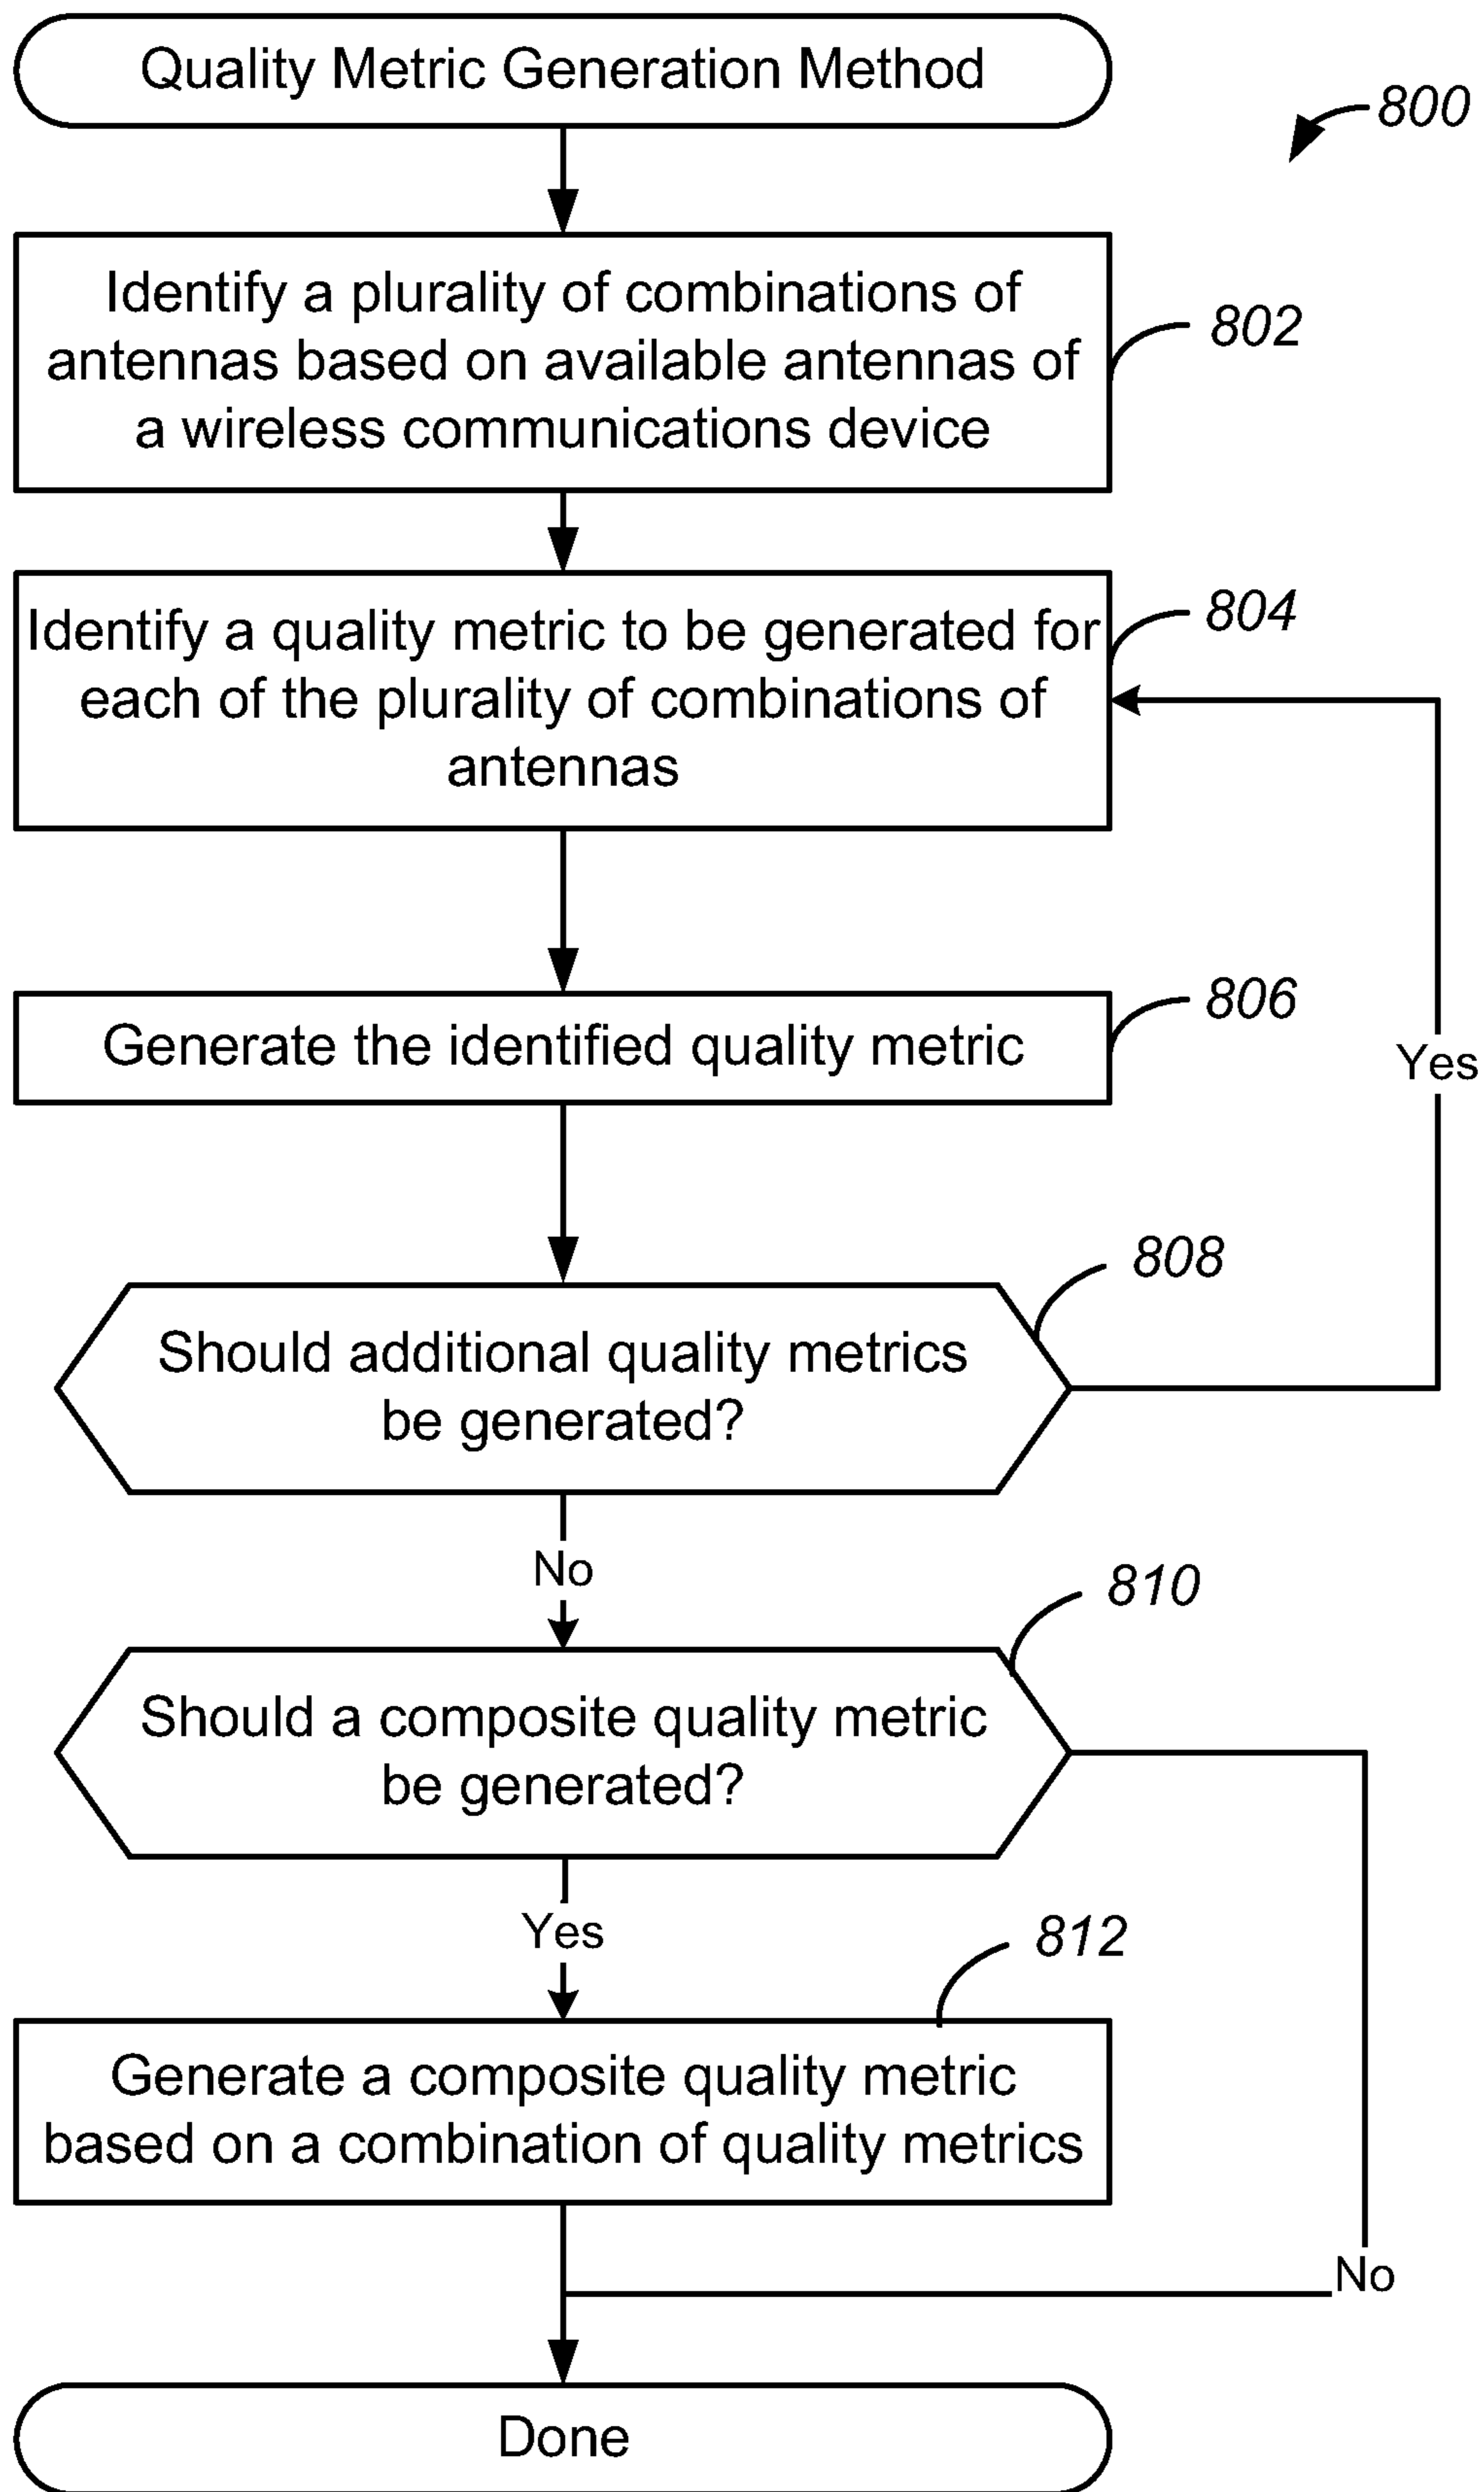 Quality Metric Generation Method
800
Identify a plurality of combinations of
antennas based on available antennas of
a wireless communications device
802
Identify a quality metric to be generated for
each of the plurality of combinations of
antennas
804
Generate the identified quality metric
806
Yes
Should additional quality metrics
be generated?
808
No
Should a composite quality metric
be generated?
810
Yes
Generate a composite quality metric
based on a combination of quality metrics
812
No
Done